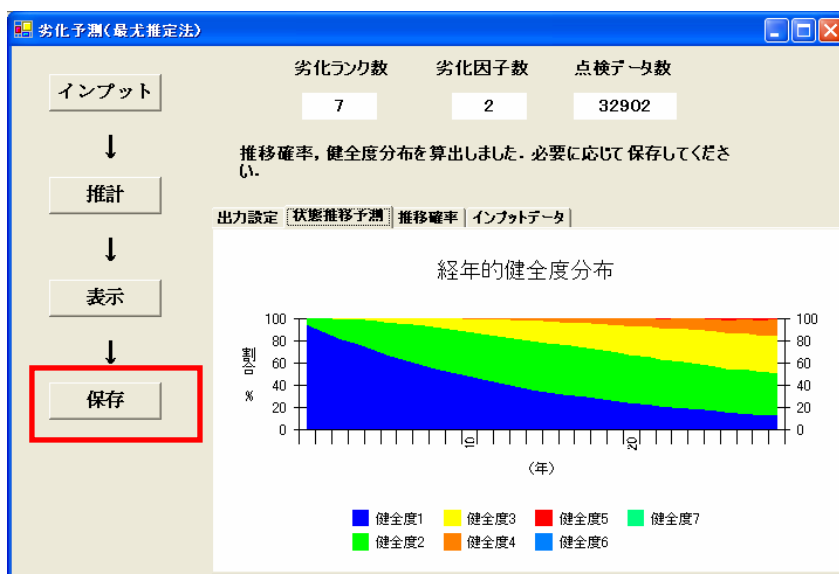 劣化予測(最尤推定法)
インプット
↓
推計
↓
表示
↓
保存
劣化ランク数 劣化因子数 点検データ数
7 2 32902
推移確率，健全度分布を算出しました．必要に応じて保存してくださ
い．
出力設定 状態推移予測 推移確率 インプットデータ
経年的健全度分布
割合 %
100 100
80 80
60 60
40 40
20 20
0 0
10 20
(年)
健全度1 健全度3 健全度5 健全度7
健全度2 健全度4 健全度6